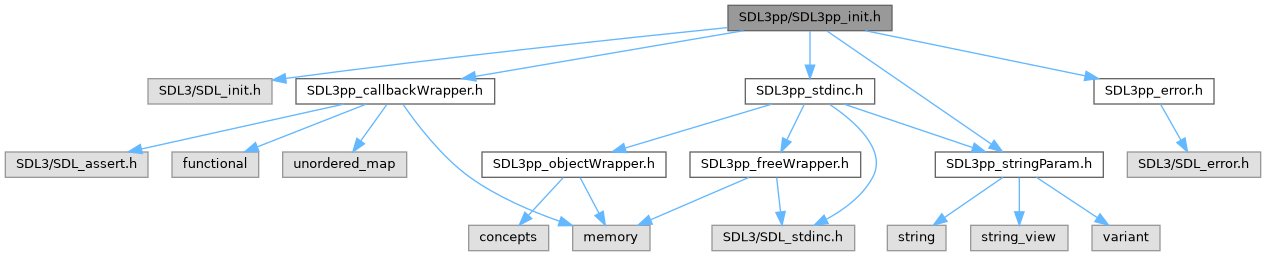 SDL3pp/SDL3pp_init.h
SDL3/SDL_init.h
SDL3pp_callbackWrapper.h
SDL3pp_stdinc.h
SDL3pp_error.h
SDL3/SDL_assert.h
functional
unordered_map
SDL3pp_objectWrapper.h
SDL3pp_freeWrapper.h
SDL3pp_stringParam.h
SDL3/SDL_error.h
concepts
memory
SDL3/SDL_stdinc.h
string
string_view
variant